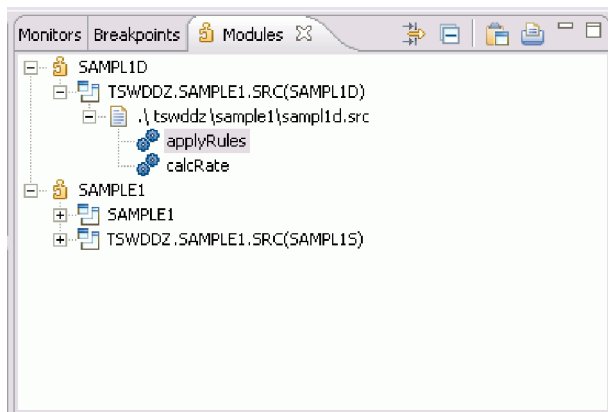 Monitors Breakpoints Modules
SAMPL1D
TSWDDZ.SAMPLE1.SRC(SAMPL1D)
.\tswddz\sample1\sampl1d.src
applyRules
calcRate
SAMPLE1
SAMPLE1
TSWDDZ.SAMPLE1.SRC(SAMPL1S)